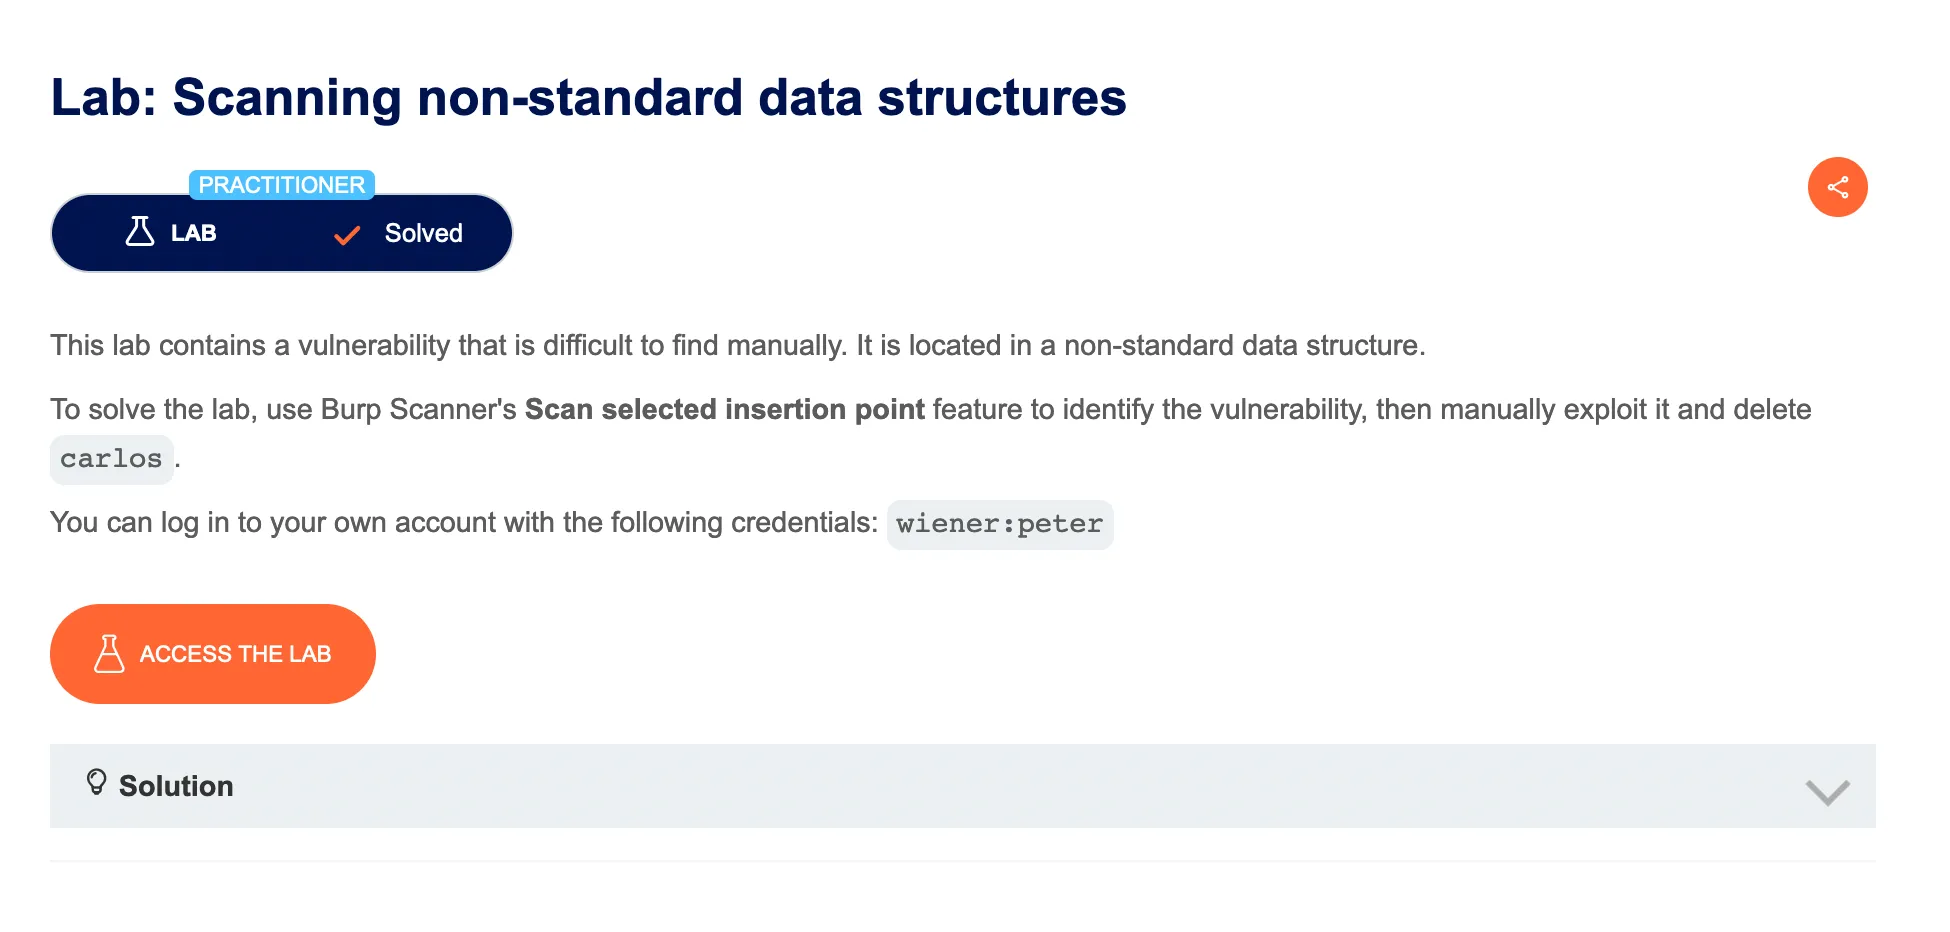 Lab: Scanning non-standard data structures
PRACTITIONER
LAB Solved
This lab contains a vulnerability that is difficult to find manually. It is located in a non-standard data structure.
To solve the lab, use Burp Scanner's Scan selected insertion point feature to identify the vulnerability, then manually exploit it and delete
carlos.
You can log in to your own account with the following credentials: wiener:peter
ACCESS THE LAB
Solution